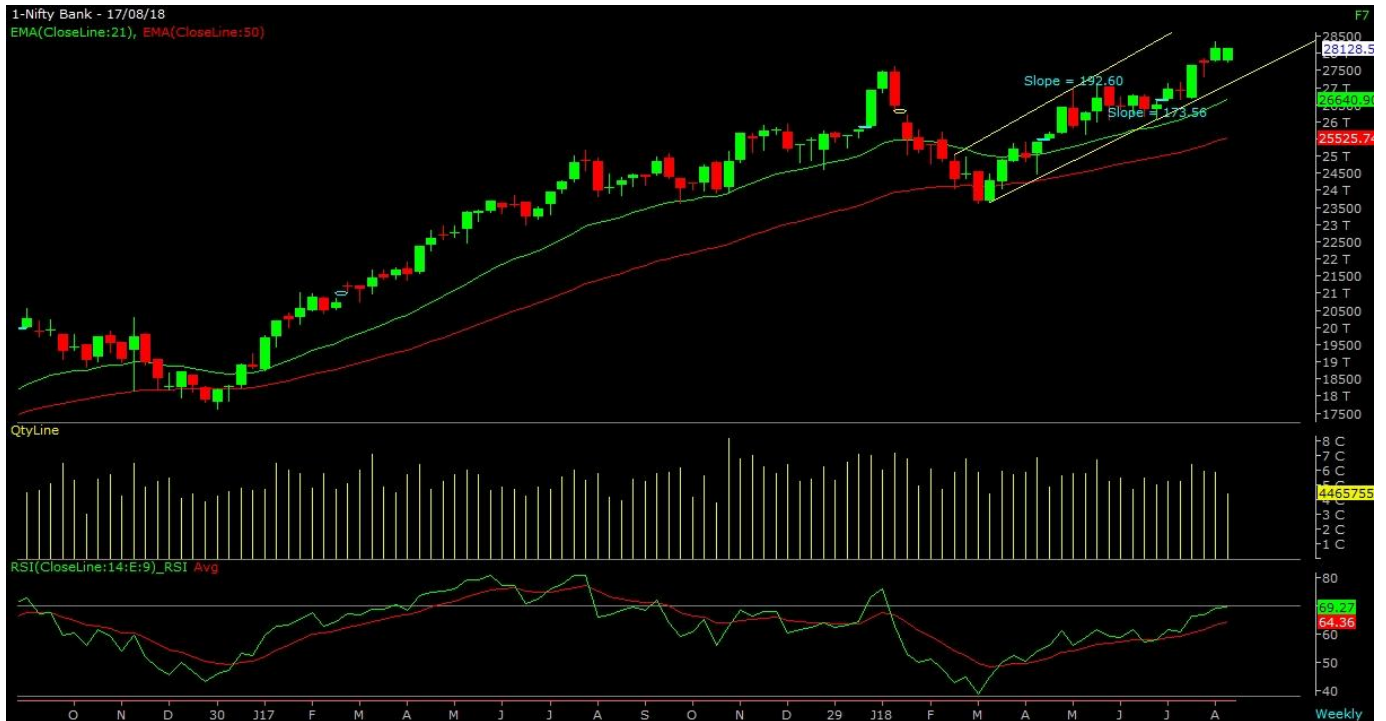 1-Nifty Bank - 17/08/18
F7
EMA(CloseLine:21), EMA(CloseLine:50)
28500
28128.5
27500
27 T
Slope = 192.60
26640.90
Slope = 173.56
26 T
25525.74
25 T
24500
24 T
23500
23 T
22500
22 T
21500
21 T
20500
20 T
19500
19 T
18500
18 T
17500
QtyLine
8 C
7 C
6 C
5 C
4465755
3 C
2 C
1 C
RSI(CloseLine:14:E:9)_RSI Avg
80
69.27
64.36
60
50
40
O N D 30 J17 F M A M J J A S O N D 29 J18 F M A M J J A Weekly